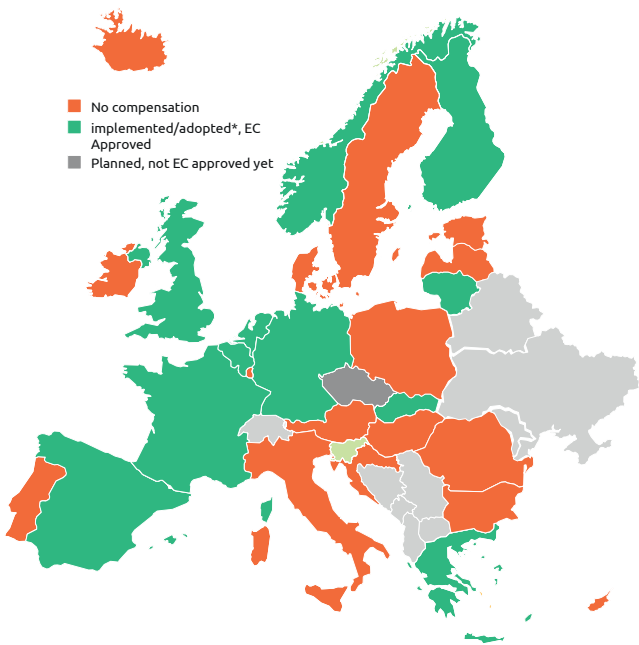 No compensation
implemented/adopted*, EC
Approved
Planned, not EC approved yet